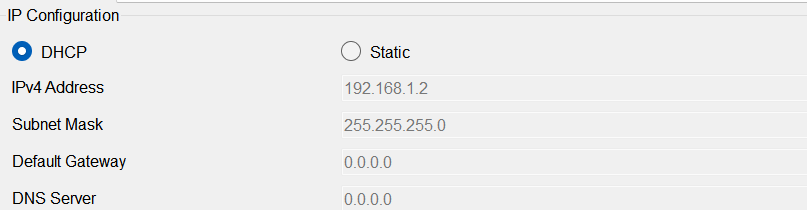 IP Configuration
DHCP Static
IPv4 Address 192.168.1.2
Subnet Mask 255.255.255.0
Default Gateway 0.0.0.0
DNS Server 0.0.0.0